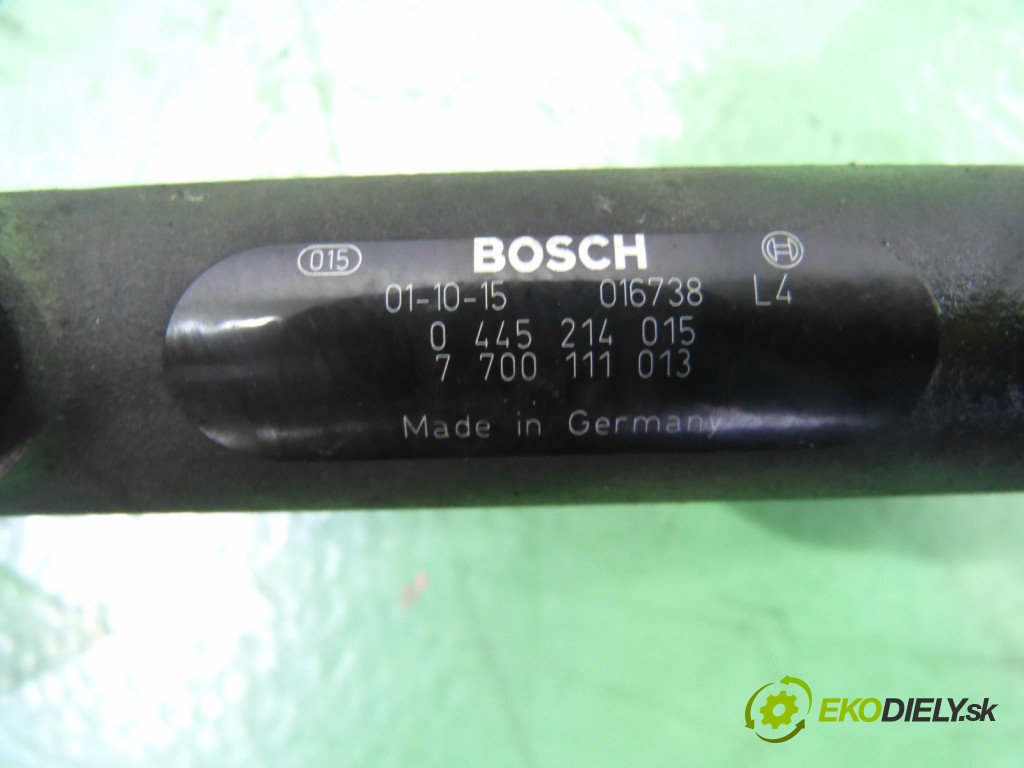 015 BOSCH
01-10-15 016738 L4
0 445 214 015
7 700 111 013
Made in Germany
EKODIELY.sk